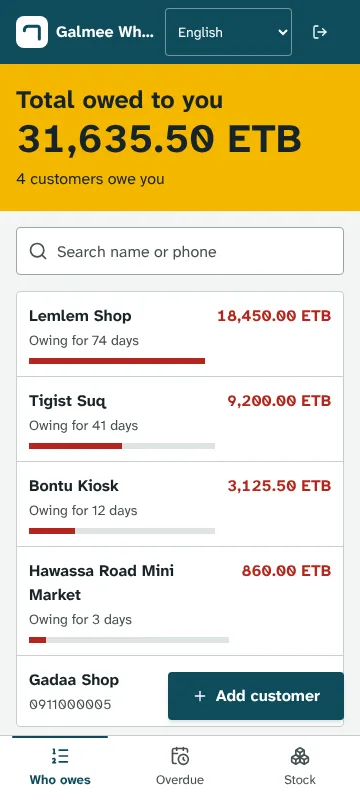 Galmee Wh...
English
Total owed to you
31,635.50 ETB
4 customers owe you
Search name or phone
Lemlem Shop
18,450.00 ETB
Owing for 74 days
Tigist Suq
9,200.00 ETB
Owing for 41 days
Bontu Kiosk
3,125.50 ETB
Owing for 12 days
Hawassa Road Mini
Market
860.00 ETB
Owing for 3 days
Gadaa Shop
0911000005
+ Add customer
Who owes
Overdue
Stock